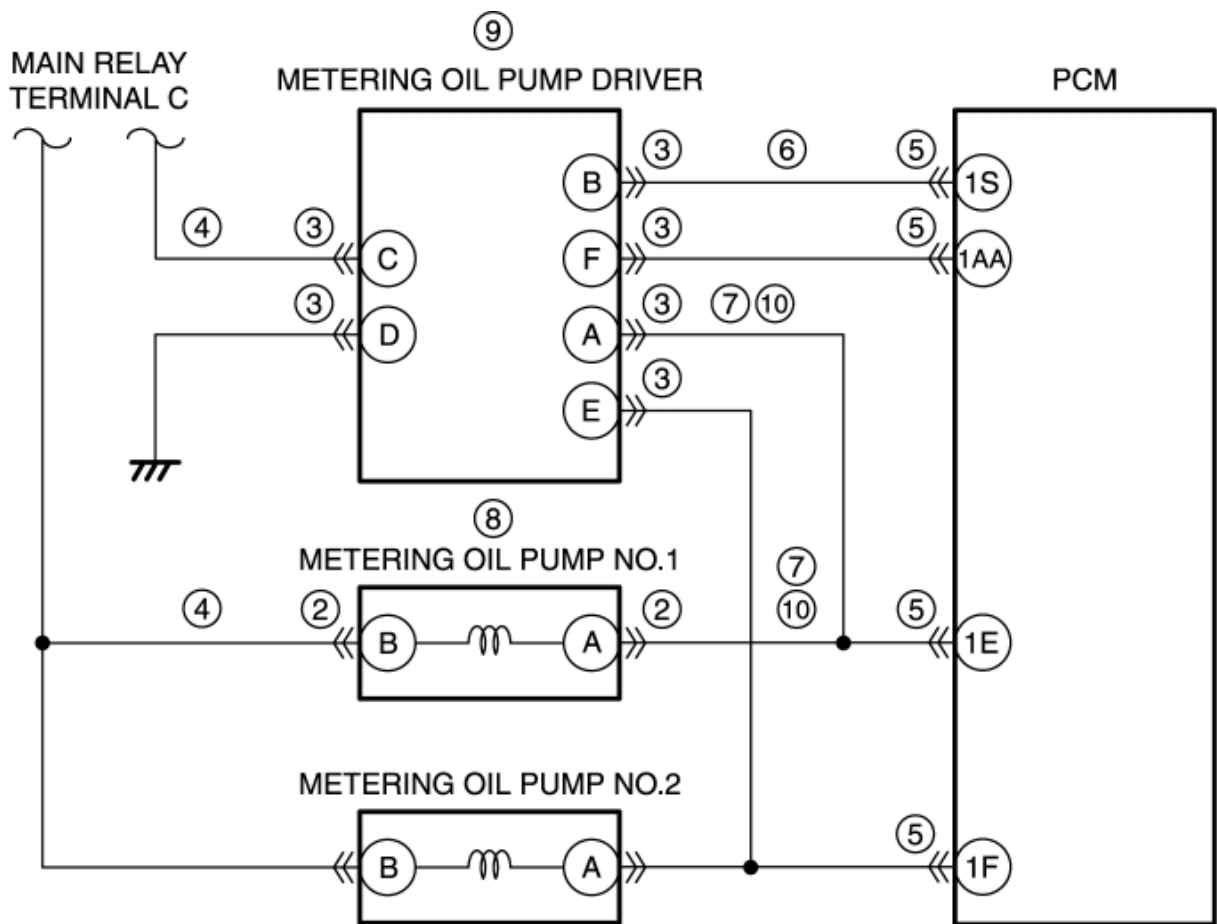 ⑨
MAIN RELAY
TERMINAL C
METERING OIL PUMP DRIVER
PCM
③ ⑥ ⑤
B 1S
④ ③ ③ ⑤
C F 1AA
③ ③ ⑦ ⑩
D A
③
E
⑧
METERING OIL PUMP NO.1
⑦
④ ② ② ⑩ ⑤
B A 1E
METERING OIL PUMP NO.2
⑤
B A 1F